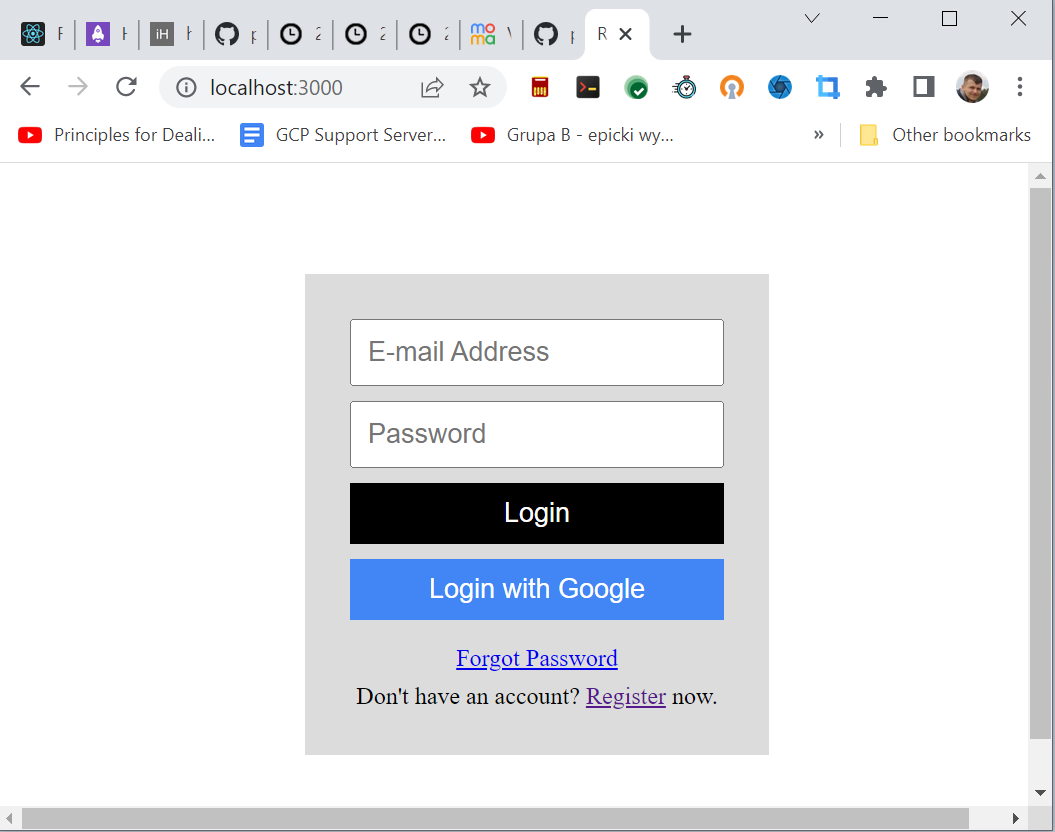 F H iH h p 2 2 2 mo ma V p R
localhost:3000
Principles for Deali... GCP Support Server... Grupa B - epicki wy... » Other bookmarks
E-mail Address
Password
Login
Login with Google
Forgot Password
Don't have an account? Register now.